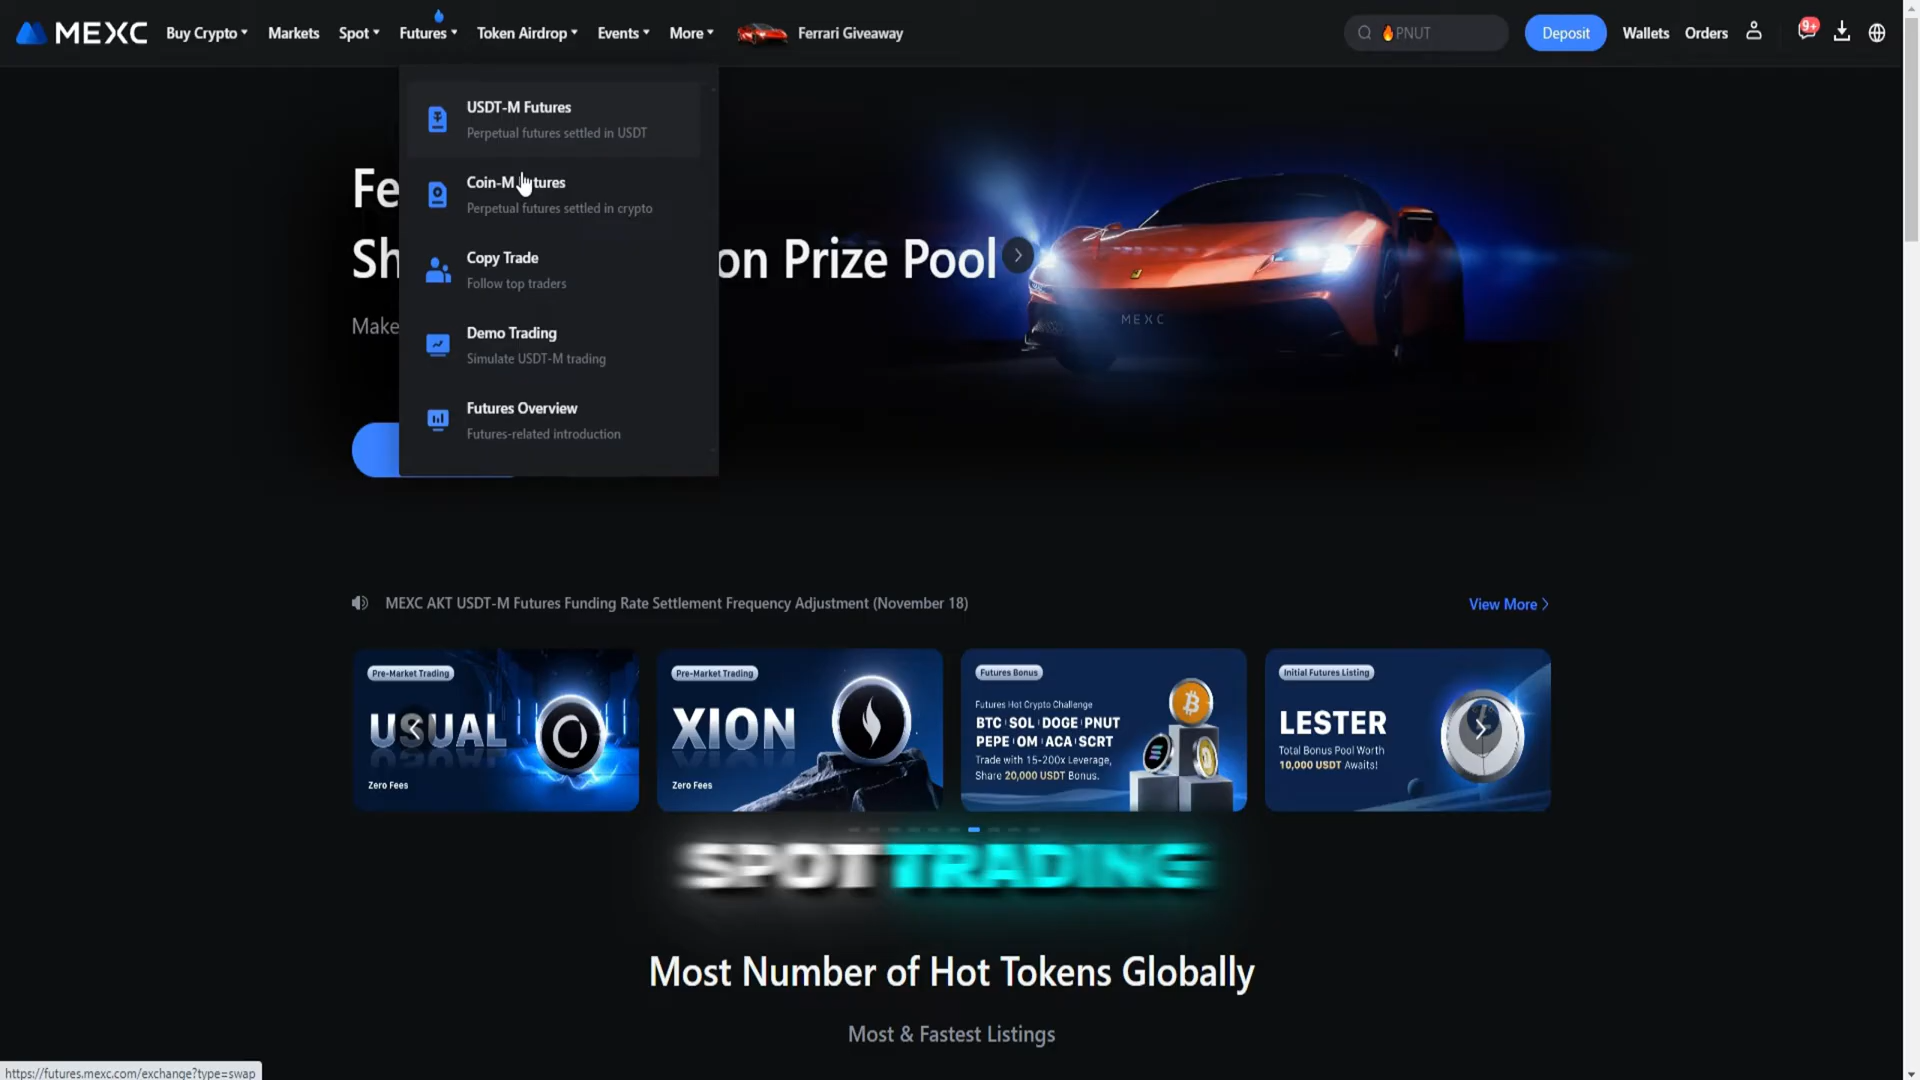 MEXC
Buy Crypto
Markets
Spot
Futures
Token Airdrop
Events
More
Ferrari Giveaway
PNUT
Deposit
Wallets
Orders
9+
USDT-M Futures
Perpetual futures settled in USDT
Coin-M Futures
Perpetual futures settled in crypto
Copy Trade
Follow top traders
Demo Trading
Simulate USDT-M trading
Futures Overview
Futures-related introduction
Fe
Sh on Prize Pool
Make
MEXC
MEXC AKT USDT-M Futures Funding Rate Settlement Frequency Adjustment (November 18)
View More
Pre-Market Trading
USUAL
Zero Fees
Pre-Market Trading
XION
Zero Fees
Futures Bonus
Futures Hot Crypto Challenge
BTC SOL DOGE PNUT
PEPE OM ACA SCRT
Trade with 15-200x Leverage,
Share 20,000 USDT Bonus.
Initial Futures Listing
LESTER
Total Bonus Pool Worth
10,000 USDT Awaits!
SPOT TRADING
Most Number of Hot Tokens Globally
Most & Fastest Listings
https://futures.mexc.com/exchange?type=swap